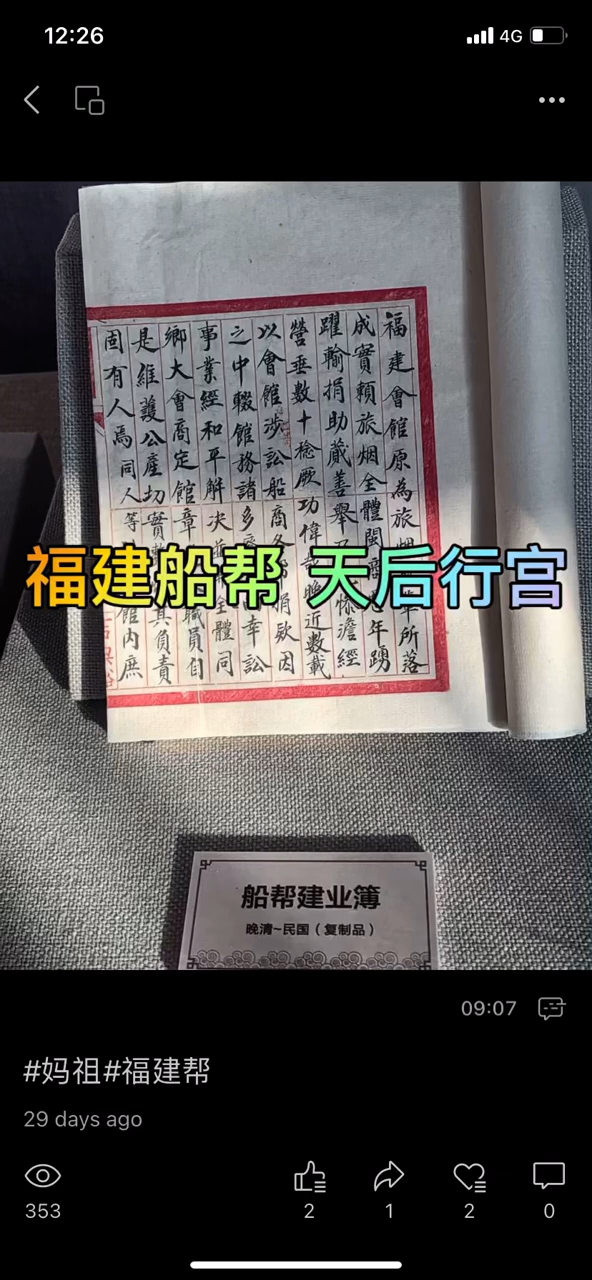 12:26
4G
福建會館原為旅烟
所落
成實賴旅烟全體閩
年踴
躍輸捐助蕆善舉
惨澹經
營垂數十稔厥功偉
晚近數載
以會館涉訟船商各
捐欵因
之中輟館務諸多
幸訟
事業經和平解决
全體同
鄉大會商定館章
職員自
是維護公產切實
其負責
固有人焉同人等
館内庶
福建船帮 天后行宫
船帮建业簿
晚清~民国（复制品）
09:07
#妈祖#福建帮
29 days ago
353
2
1
2
0